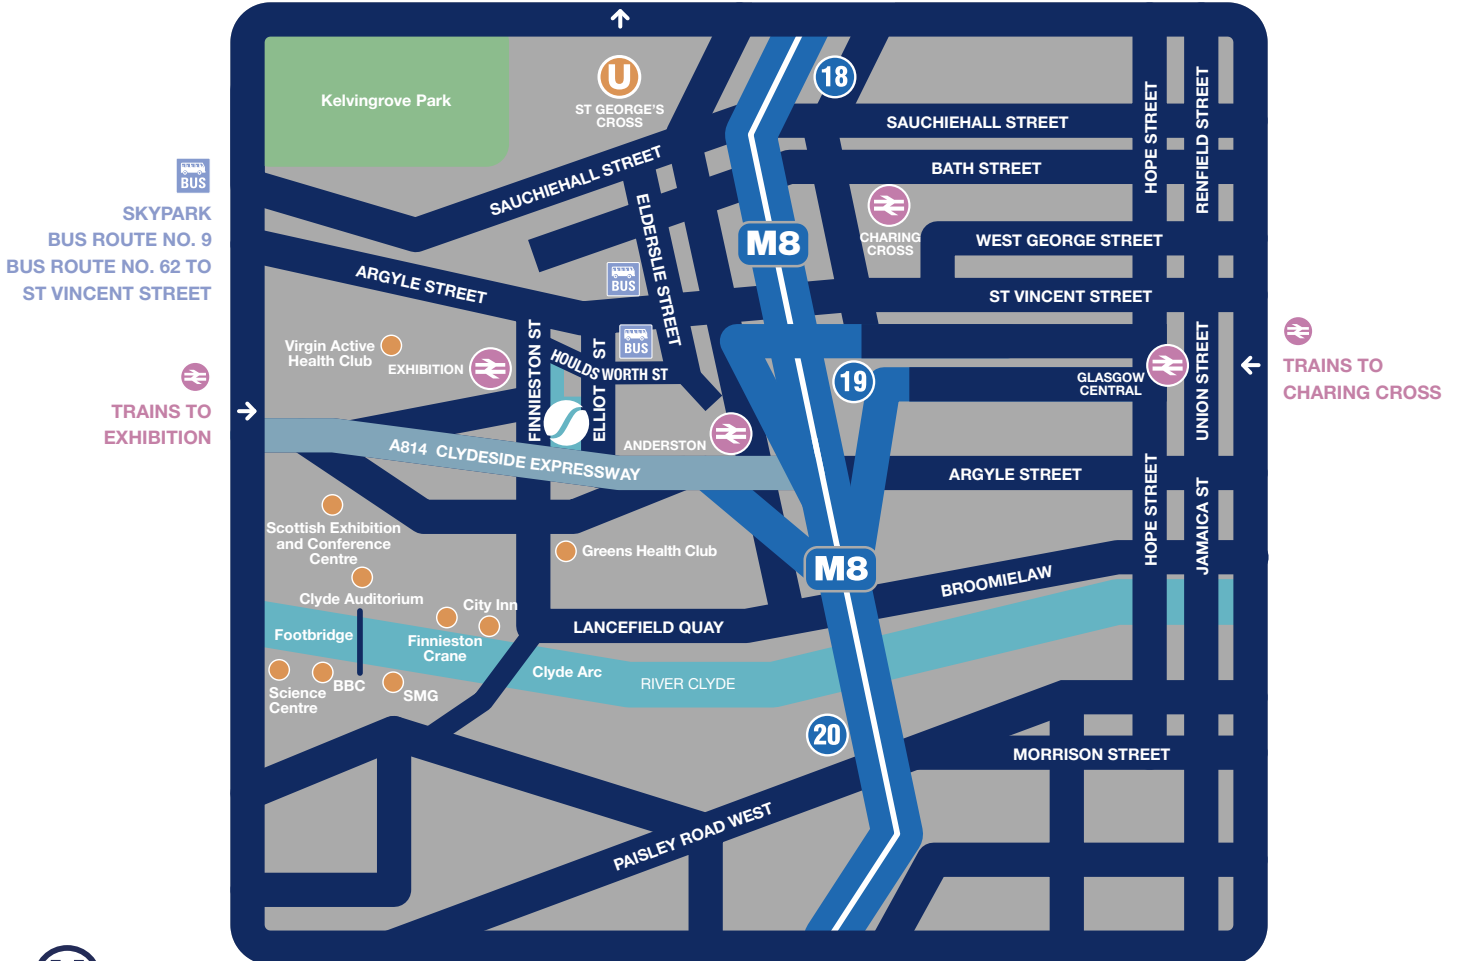 Kelvingrove Park
U
ST GEORGE'S
CROSS
18
SAUCHIEHALL STREET
BATH STREET
HOPE STREET
RENFIELD STREET
SAUCHIEHALL STREET
BUS
SKYPARK
BUS ROUTE NO. 9
BUS ROUTE NO. 62 TO
ST VINCENT STREET
ELDERSLIE STREET
M8
CHARING
CROSS
WEST GEORGE STREET
ARGYLE STREET
BUS
ST VINCENT STREET
Virgin Active
Health Club
EXHIBITION
FINNIESTON ST
HOULDSWORTH ST
ELLIOT ST
BUS
19
GLASGOW
CENTRAL
UNION STREET
TRAINS TO
CHARING CROSS
TRAINS TO
EXHIBITION
ANDERSTON
A814 CLYDESIDE EXPRESSWAY
ARGYLE STREET
HOPE STREET
JAMAICA ST
Scottish Exhibition
and Conference
Centre
Greens Health Club
M8
Clyde Auditorium
BROOMIELAW
City Inn
Footbridge
Finnieston
Crane
LANCEFIELD QUAY
Clyde Arc
RIVER CLYDE
Science
Centre
BBC
SMG
20
MORRISON STREET
PAISLEY ROAD WEST